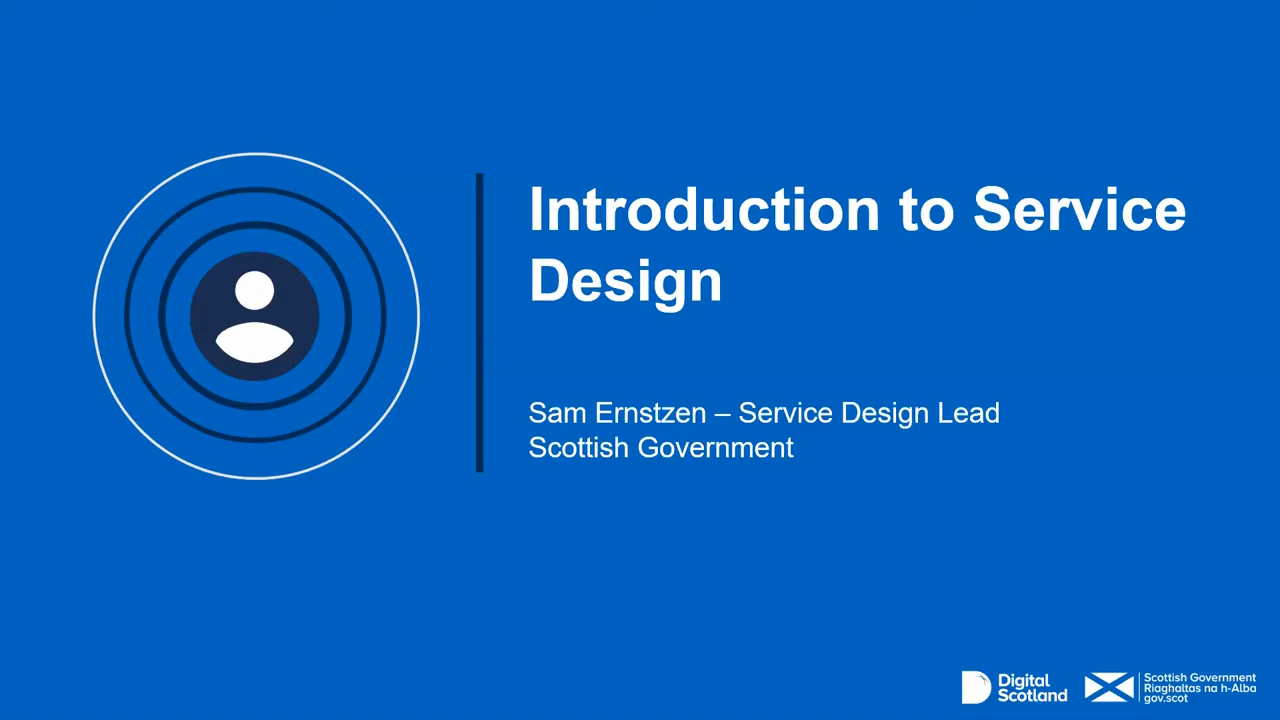 Introduction to Service
Design
Sam Ernstzen – Service Design Lead
Scottish Government
Digital
Scotland
Scottish Government
Riaghaltas na h-Alba
gov.scot